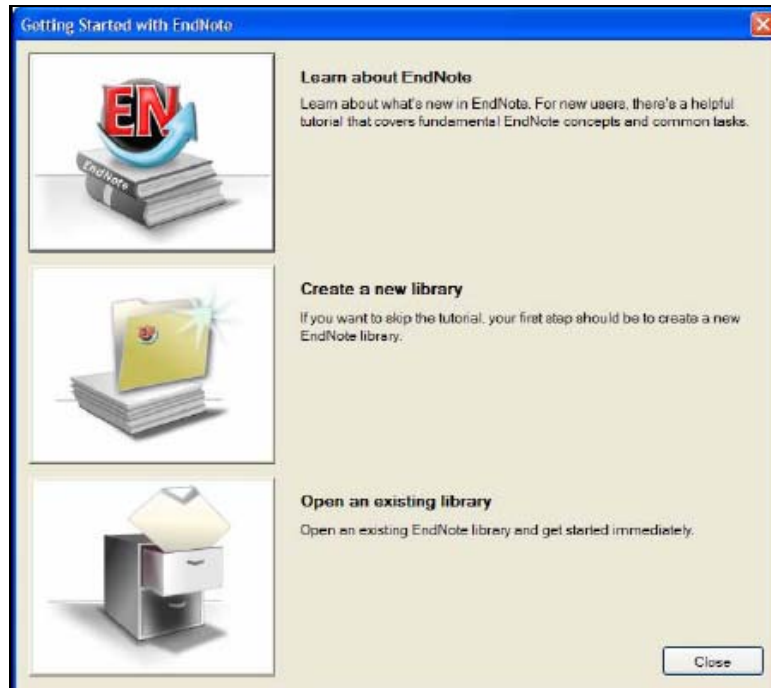 Getting Started with EndNote
EN
EndNote
Learn about EndNote
Learn about what's new in EndNote. For new users, there's a helpful
tutorial that covers fundamental EndNote concepts and common tasks.
EN
Create a new library
If you want to skip the tutorial, your first step should be to create a new
EndNote library.
Open an existing library
Open an existing EndNote library and get started immediately.
Close